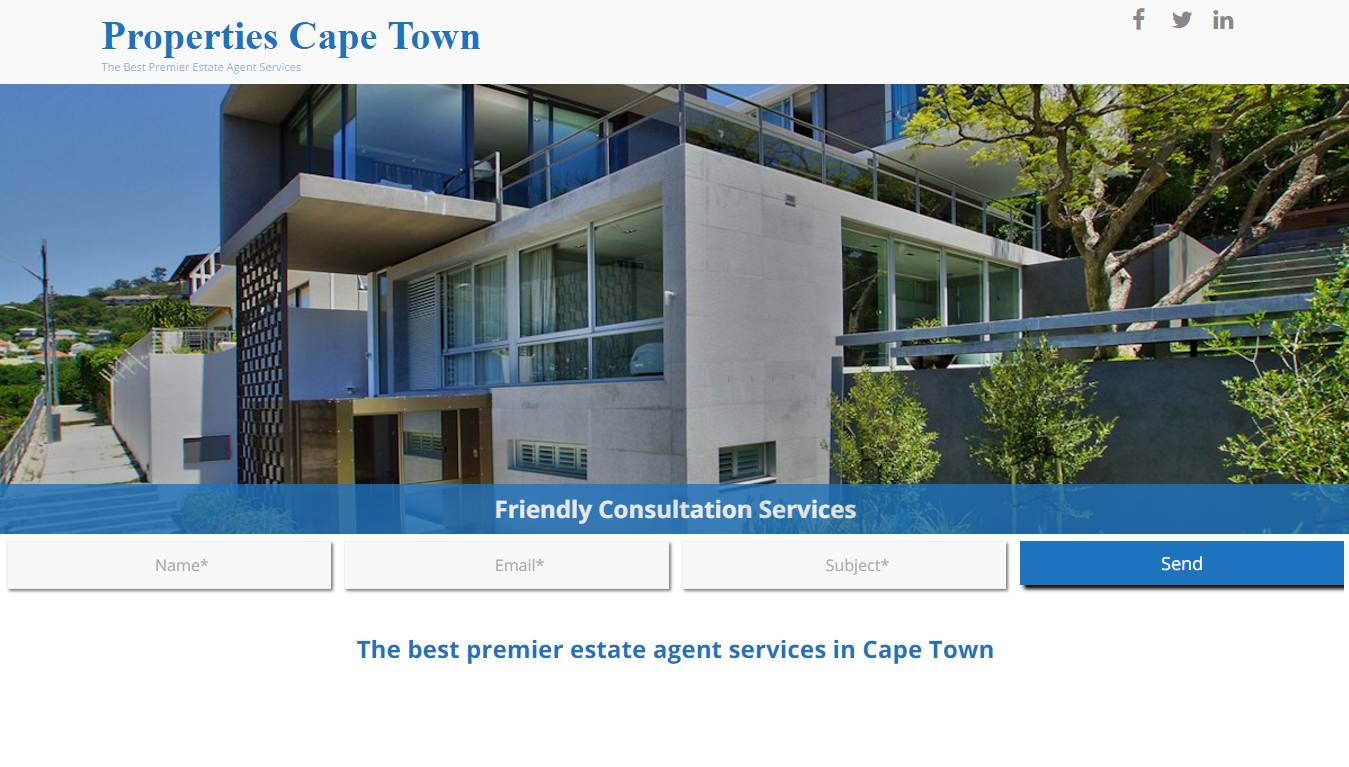 Properties Cape Town
The Best Premier Estate Agent Services
Friendly Consultation Services
Name*
Email*
Subject*
Send
The best premier estate agent services in Cape Town